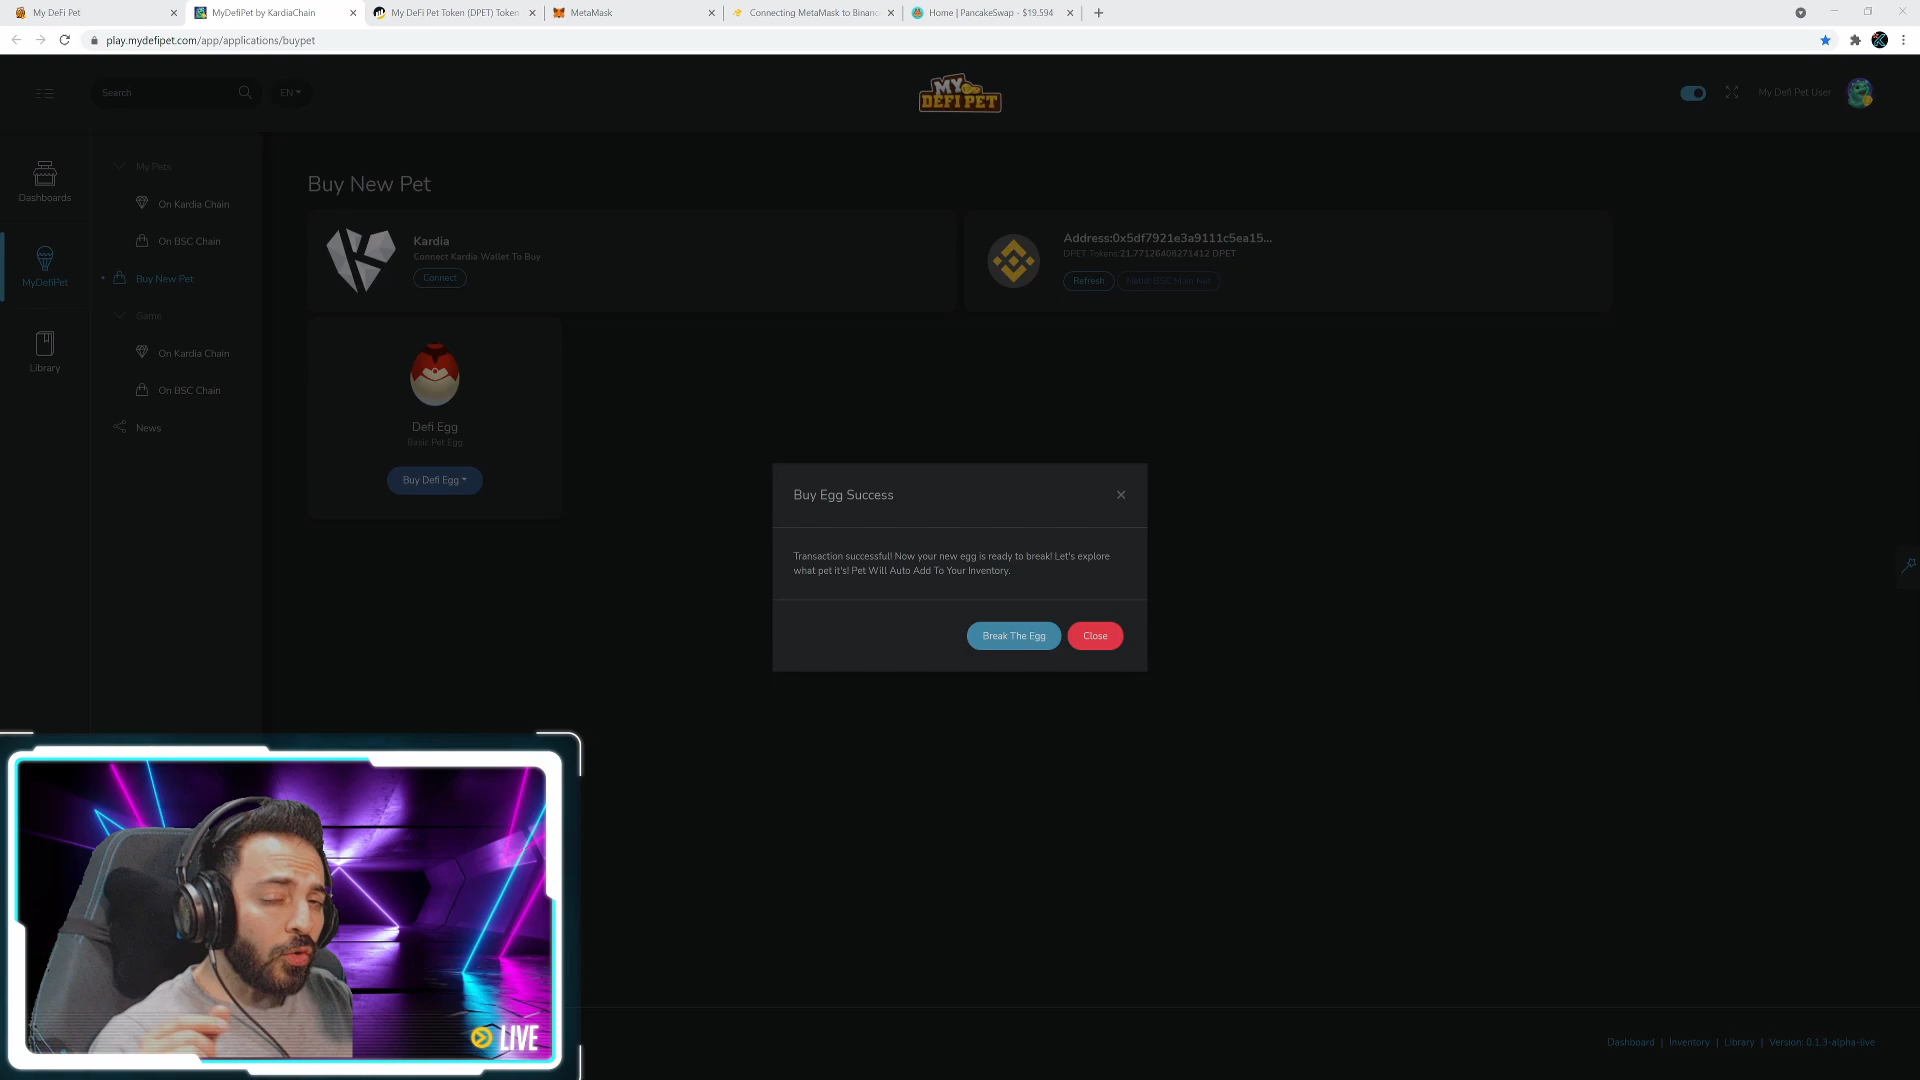 My DeFi Pet
MyDefiPet by KardiaChain
My DeFi Pet Token (DPET) Token
MetaMask
Connecting MetaMask to Binanc
Home | PancakeSwap - $19.594
play.mydefipet.com/app/applications/buypet
Search
EN
MY
DEFI PET
My Defi Pet User
Dashboards
MyDefiPet
Library
My Pets
On Kardia Chain
On BSC Chain
Buy New Pet
Game
On Kardia Chain
On BSC Chain
News
Buy New Pet
Kardia
Connect Kardia Wallet To Buy
Connect
Address:0x5df7921e3a9111c5ea15...
DPET Tokens:21.77126408271412 DPET
Refresh
Netid: BSC Main Net
Defi Egg
Basic Pet Egg
Buy Defi Egg
Buy Egg Success
Transaction successful! Now your new egg is ready to break! Let's explore
what pet it's! Pet Will Auto Add To Your Inventory.
Break The Egg
Close
LIVE
Dashboard | Inventory | Library | Version: 0.1.3-alpha-live